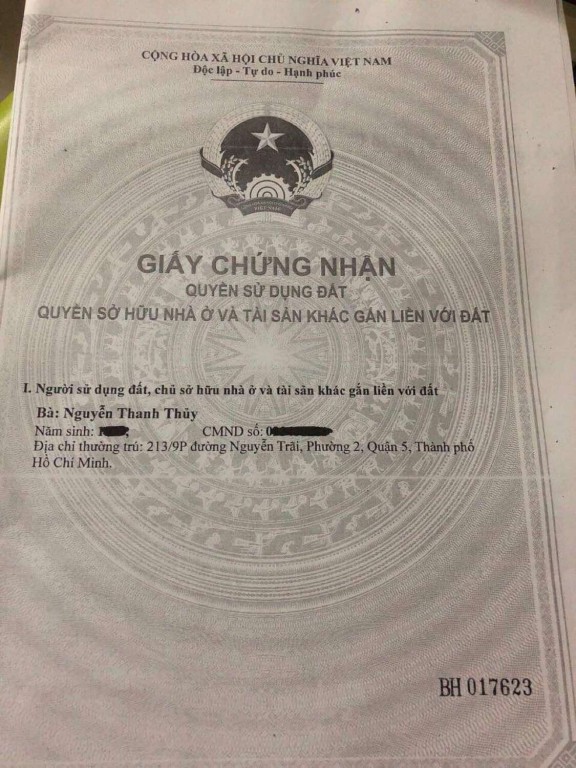 CỘNG HÒA XÃ HỘI CHỦ NGHĨA VIỆT NAM
Độc lập - Tự do - Hạnh phúc
VIỆT NAM
GIẤY CHỨNG NHẬN
QUYỀN SỬ DỤNG ĐẤT
QUYỀN SỞ HỮU NHÀ Ở VÀ TÀI SẢN KHÁC GẮN LIỀN VỚI ĐẤT
I. Người sử dụng đất, chủ sở hữu nhà ở và tài sản khác gắn liền với đất
Bà: Nguyễn Thanh Thủy
Năm sinh: CMND số:
Địa chỉ thường trú: 213/9P đường Nguyễn Trãi, Phường 2, Quận 5, Thành phố
Hồ Chí Minh.
BH 017623